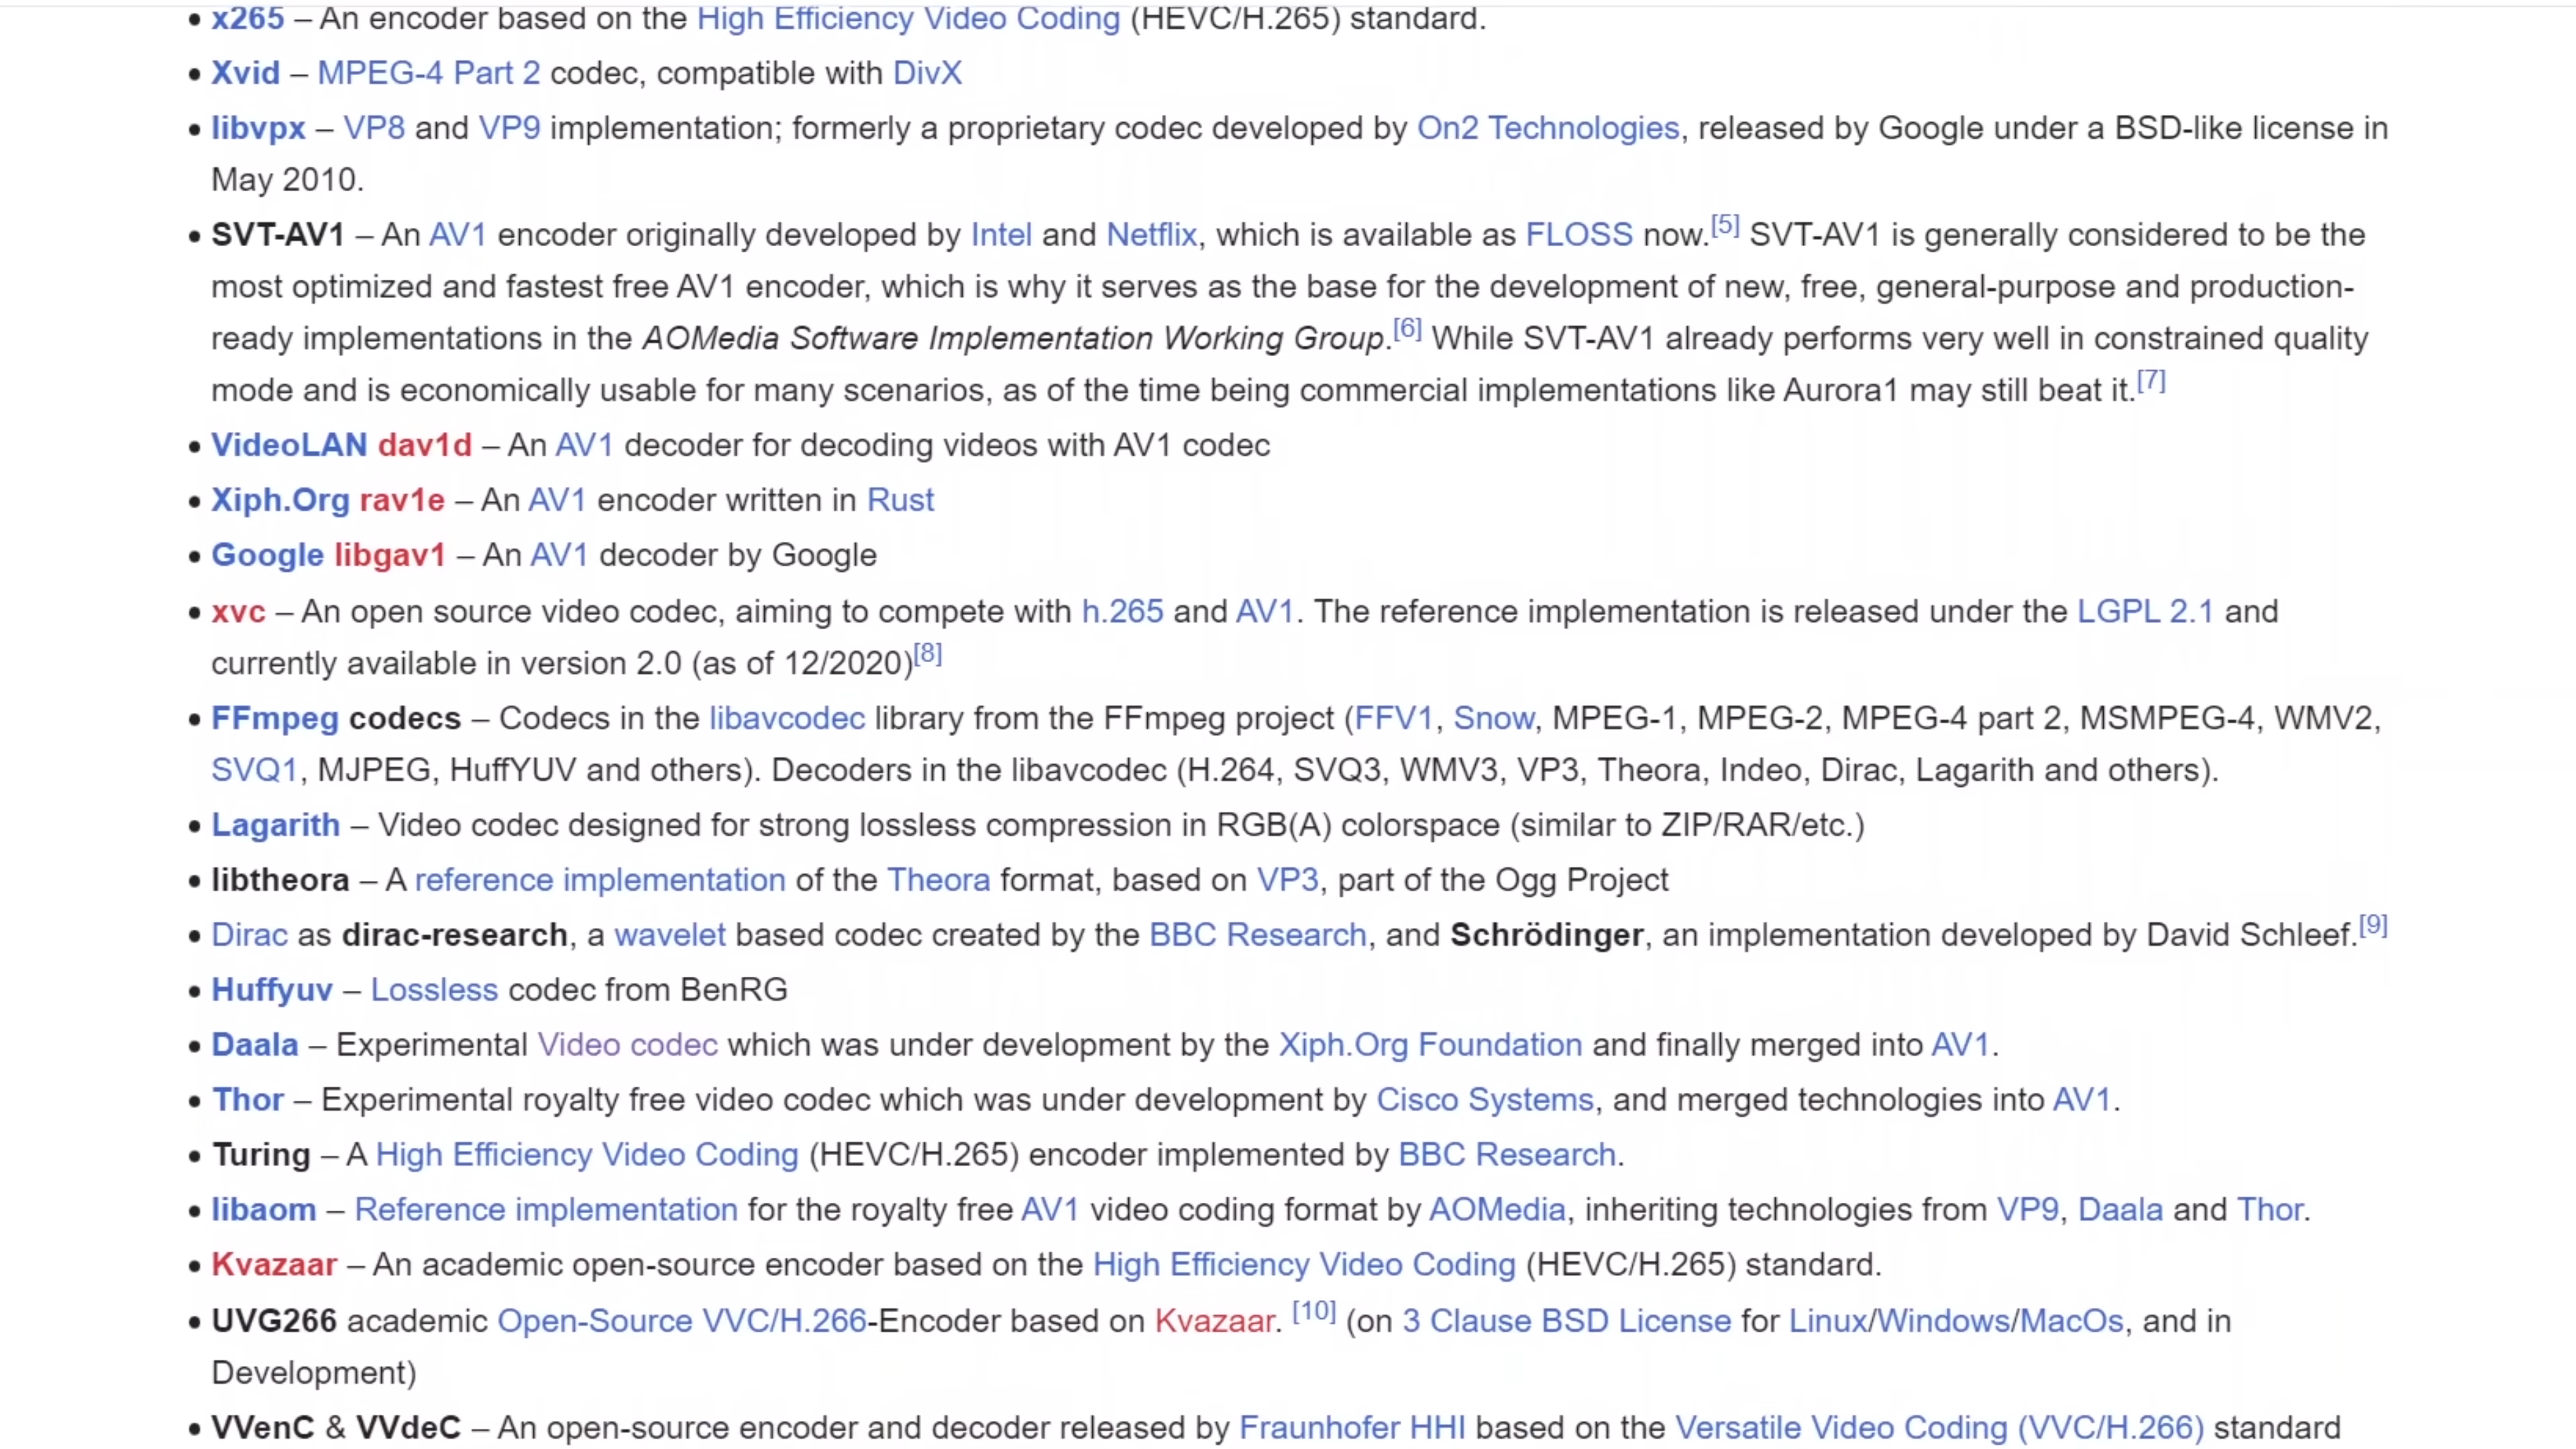 • x265 – An encoder based on the High Efficiency Video Coding (HEVC/H.265) standard.
• Xvid – MPEG-4 Part 2 codec, compatible with DivX
• libvpx – VP8 and VP9 implementation; formerly a proprietary codec developed by On2 Technologies, released by Google under a BSD-like license in
May 2010.
• SVT-AV1 – An AV1 encoder originally developed by Intel and Netflix, which is available as FLOSS now.[5] SVT-AV1 is generally considered to be the
most optimized and fastest free AV1 encoder, which is why it serves as the base for the development of new, free, general-purpose and production-
ready implementations in the AOMedia Software Implementation Working Group.[6] While SVT-AV1 already performs very well in constrained quality
mode and is economically usable for many scenarios, as of the time being commercial implementations like Aurora1 may still beat it.[7]
• VideoLAN dav1d – An AV1 decoder for decoding videos with AV1 codec
• Xiph.Org rav1e – An AV1 encoder written in Rust
• Google libgav1 – An AV1 decoder by Google
• xvc – An open source video codec, aiming to compete with h.265 and AV1. The reference implementation is released under the LGPL 2.1 and
currently available in version 2.0 (as of 12/2020)[8]
• FFmpeg codecs – Codecs in the libavcodec library from the FFmpeg project (FFV1, Snow, MPEG-1, MPEG-2, MPEG-4 part 2, MSMPEG-4, WMV2,
SVQ1, MJPEG, HuffYUV and others). Decoders in the libavcodec (H.264, SVQ3, WMV3, VP3, Theora, Indeo, Dirac, Lagarith and others).
• Lagarith – Video codec designed for strong lossless compression in RGB(A) colorspace (similar to ZIP/RAR/etc.)
• libtheora – A reference implementation of the Theora format, based on VP3, part of the Ogg Project
• Dirac as dirac-research, a wavelet based codec created by the BBC Research, and Schrödinger, an implementation developed by David Schleef.[9]
• Huffyuv – Lossless codec from BenRG
• Daala – Experimental Video codec which was under development by the Xiph.Org Foundation and finally merged into AV1.
• Thor – Experimental royalty free video codec which was under development by Cisco Systems, and merged technologies into AV1.
• Turing – A High Efficiency Video Coding (HEVC/H.265) encoder implemented by BBC Research.
• libaom – Reference implementation for the royalty free AV1 video coding format by AOMedia, inheriting technologies from VP9, Daala and Thor.
• Kvazaar – An academic open-source encoder based on the High Efficiency Video Coding (HEVC/H.265) standard.
• UVG266 academic Open-Source VVC/H.266-Encoder based on Kvazaar. [10] (on 3 Clause BSD License for Linux/Windows/MacOs, and in
Development)
• VVenC & VVdeC – An open-source encoder and decoder released by Fraunhofer HHI based on the Versatile Video Coding (VVC/H.266) standard